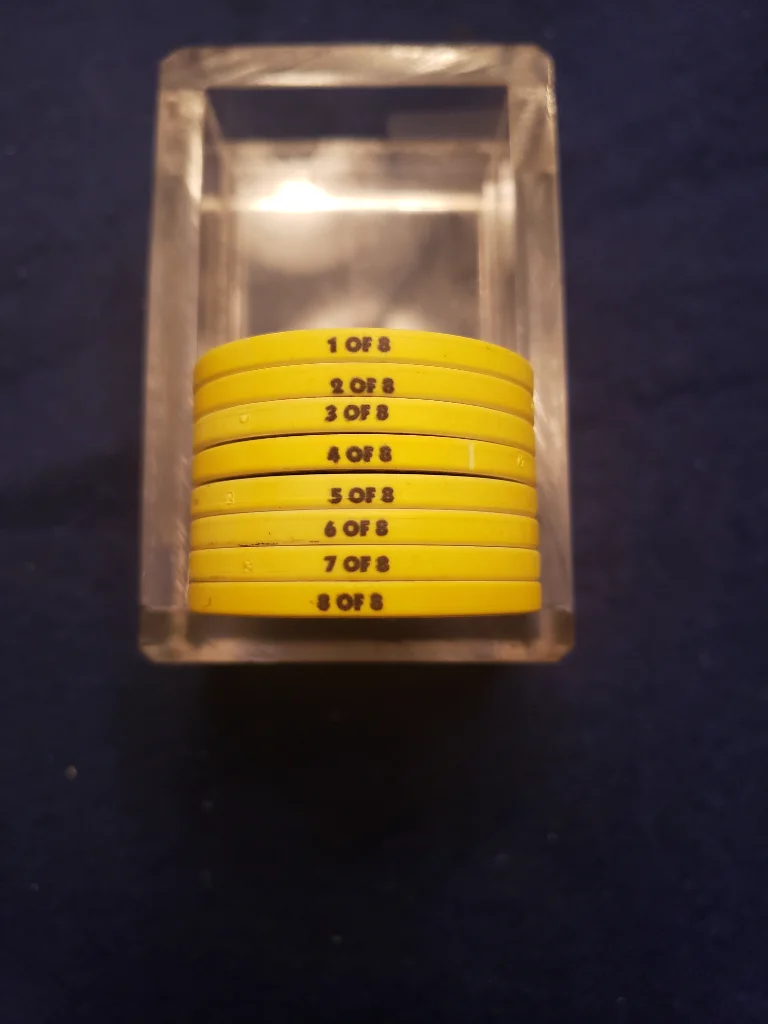 1 OF 8
2 OF 8
3 OF 8
4 OF 8
5 OF 8
6 OF 8
7 OF 8
8 OF 8